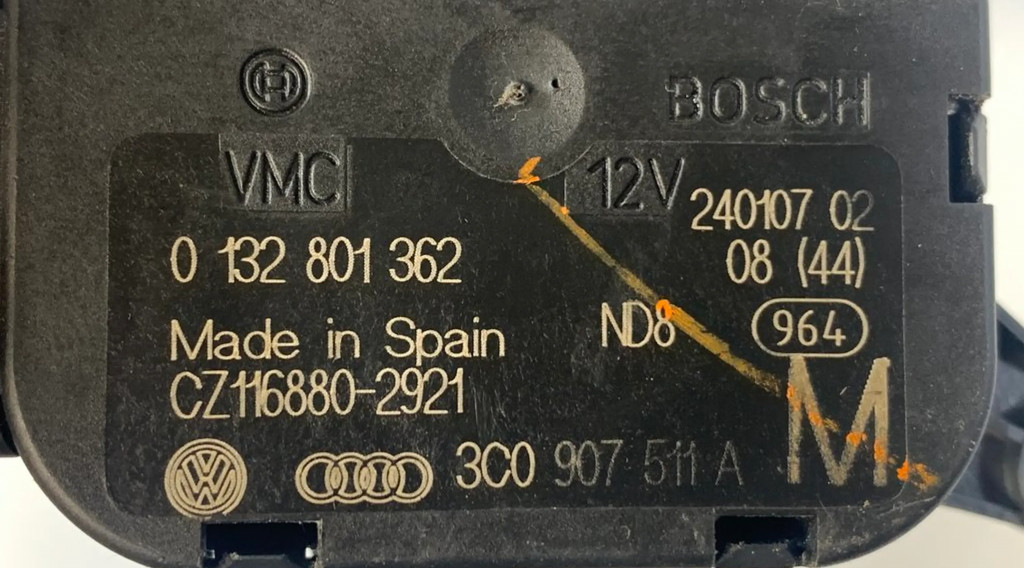 BOSCH
VMC 12V
240107 02
0 132 801 362
08 (44)
Made in Spain
ND8
964
CZ116880-2921
M
3C0 907 511 A